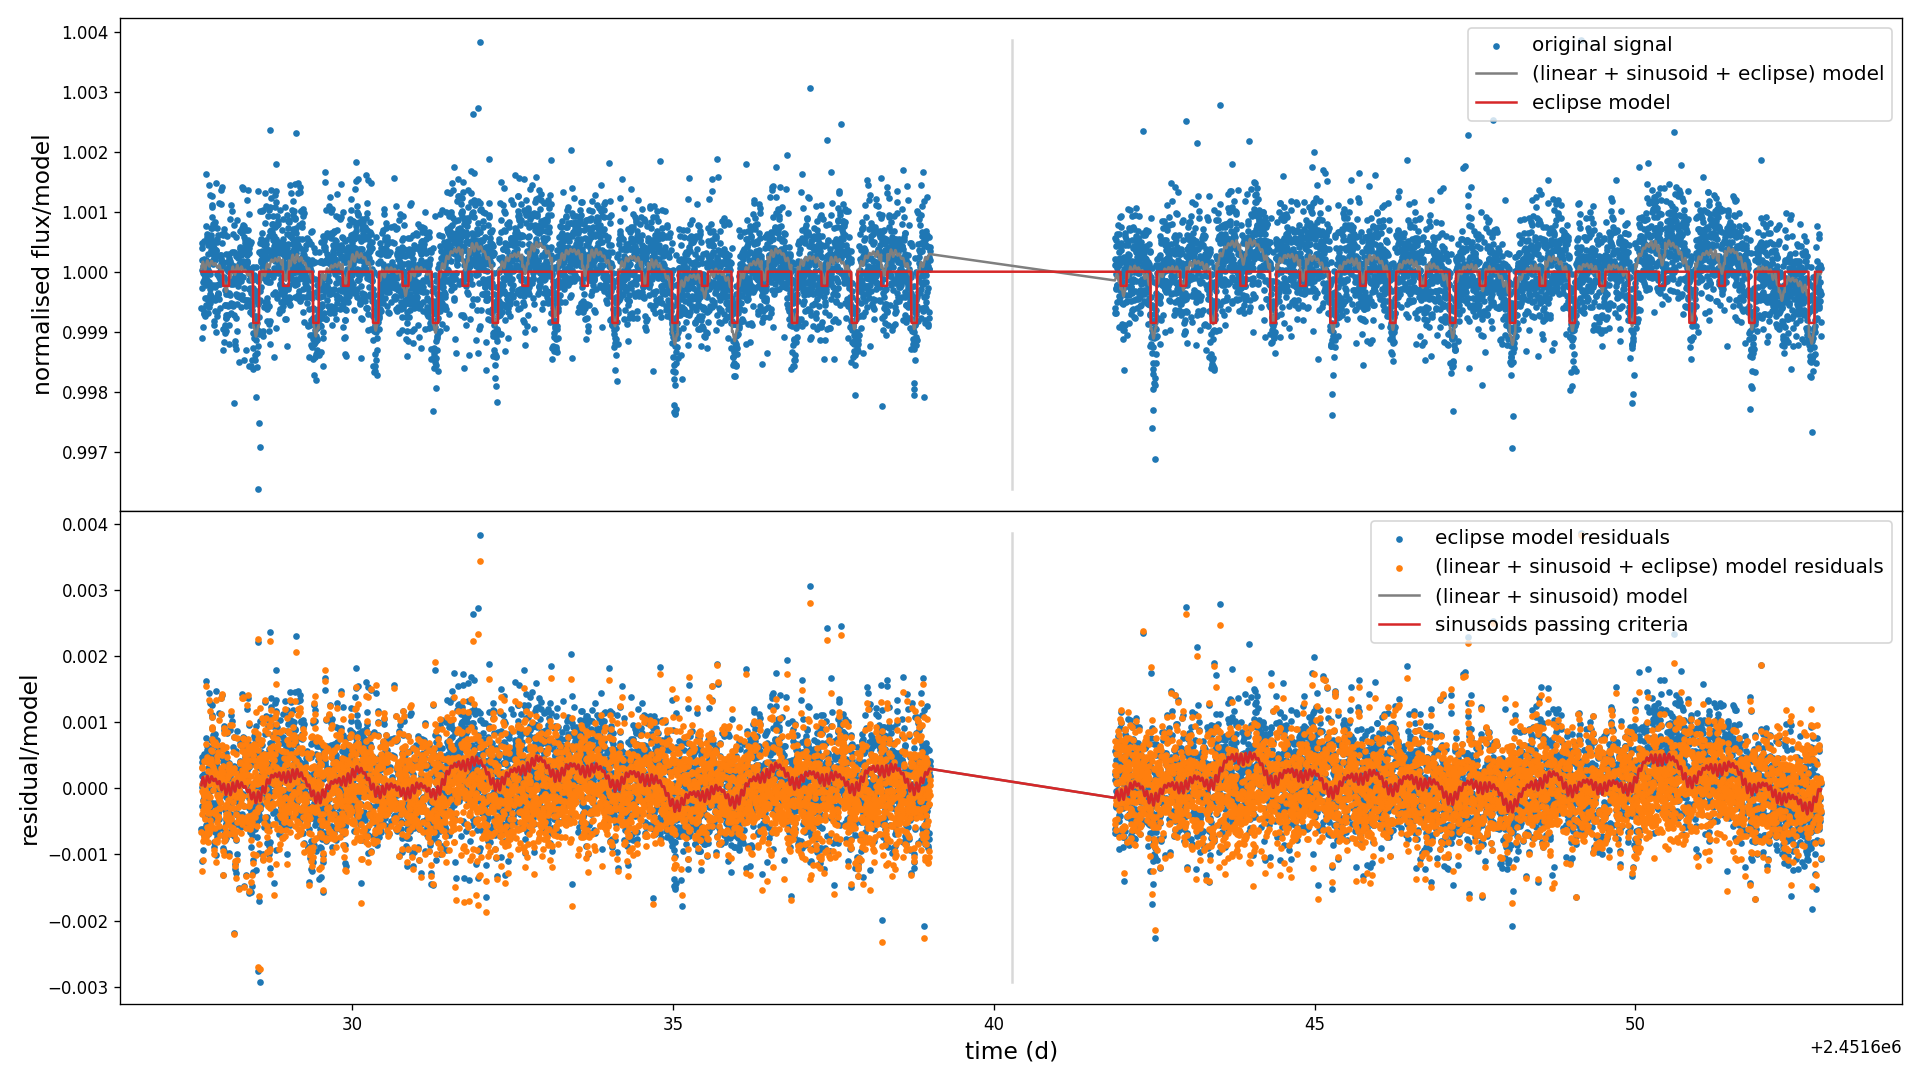 1.004
1.003
1.002
1.001
1.000
0.999
0.998
0.997
normalised flux/model
original signal
(linear + sinusoid + eclipse) model
eclipse model
0.004
0.003
0.002
0.001
0.000
−0.001
−0.002
−0.003
residual/model
eclipse model residuals
(linear + sinusoid + eclipse) model residuals
(linear + sinusoid) model
sinusoids passing criteria
30
35
40
45
50
time (d)
+2.4516e6